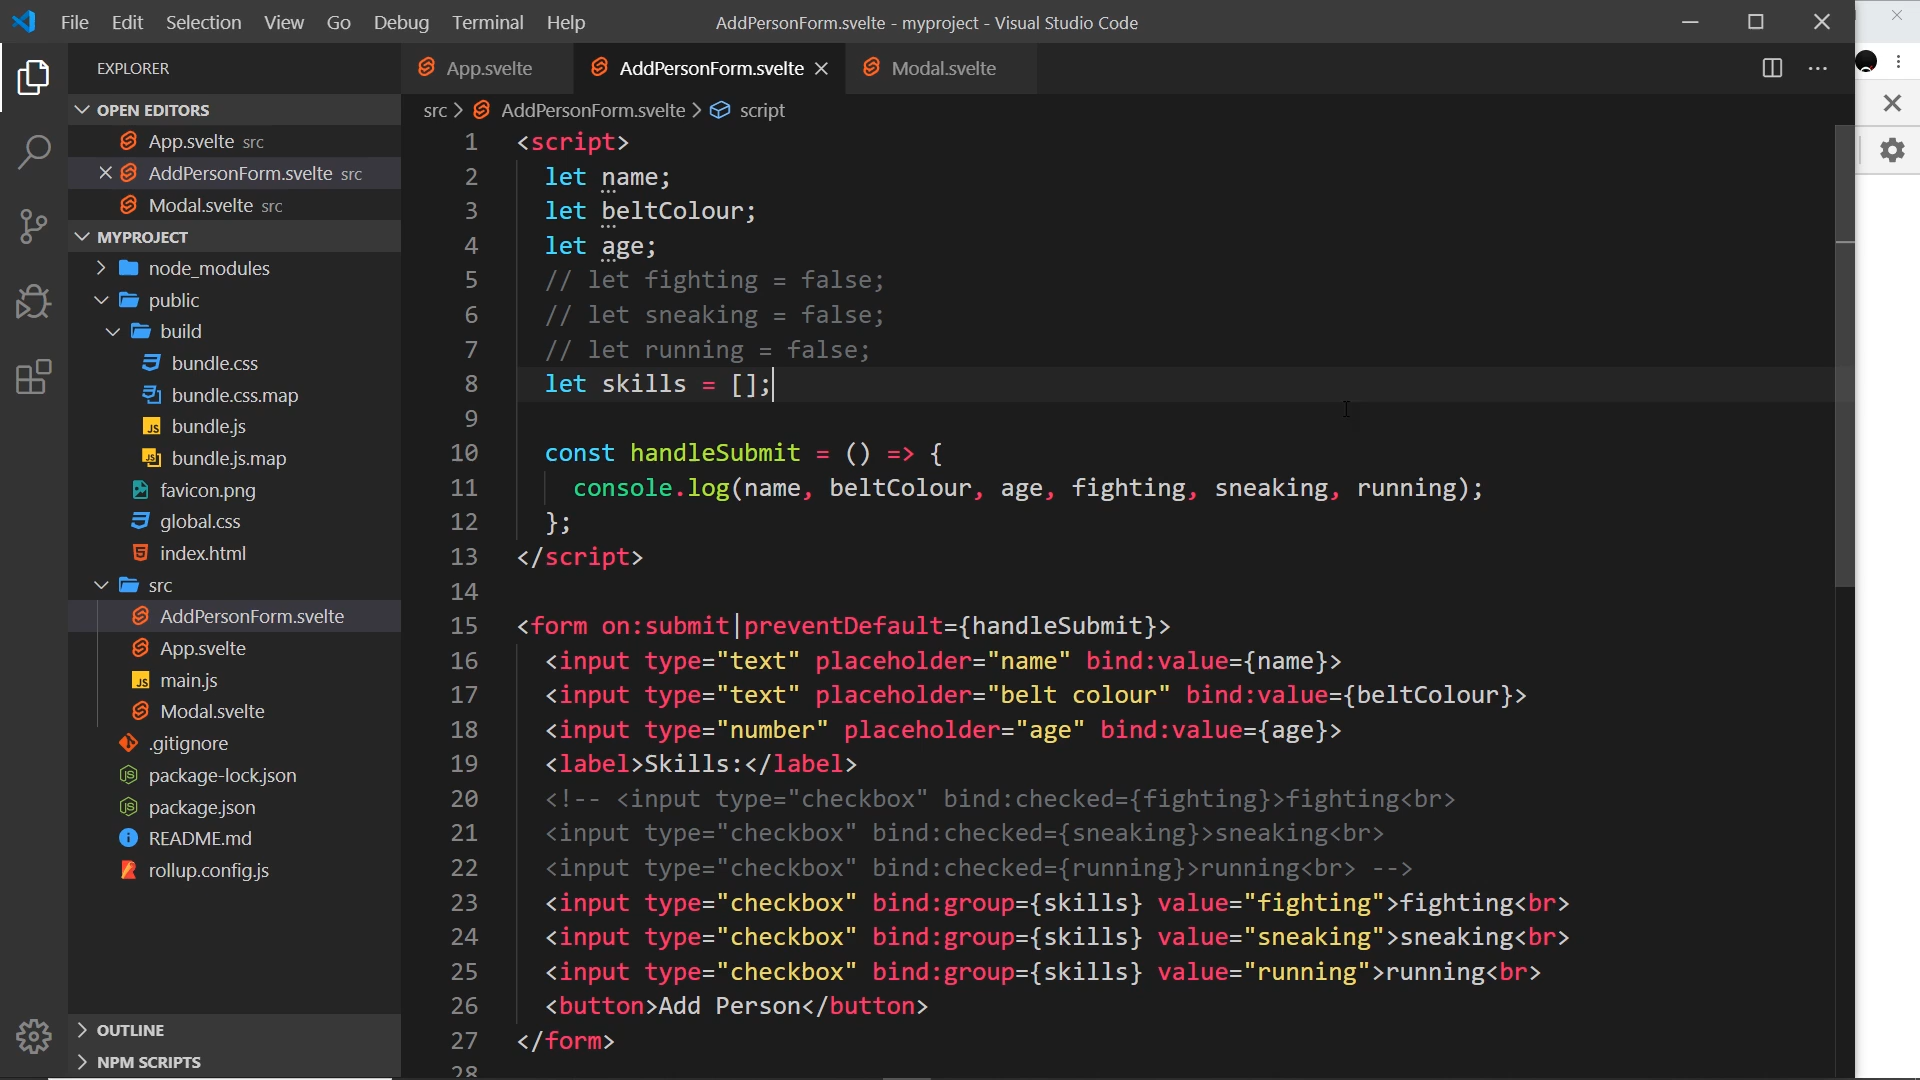 File Edit Selection View Go Debug Terminal Help
AddPersonForm.svelte - myproject - Visual Studio Code
EXPLORER
OPEN EDITORS
App.svelte src
AddPersonForm.svelte src
Modal.svelte src
MYPROJECT
node_modules
public
build
bundle.css
bundle.css.map
bundle.js
bundle.js.map
favicon.png
global.css
index.html
src
AddPersonForm.svelte
App.svelte
main.js
Modal.svelte
.gitignore
package-lock.json
package.json
README.md
rollup.config.js
OUTLINE
NPM SCRIPTS
App.svelte AddPersonForm.svelte Modal.svelte
src > AddPersonForm.svelte > script
1 <script>
2 let name;
3 let beltColour;
4 let age;
5 // let fighting = false;
6 // let sneaking = false;
7 // let running = false;
8 let skills = [];
9
10 const handleSubmit = () => {
11 console.log(name, beltColour, age, fighting, sneaking, running);
12 };
13 </script>
14
15 <form on:submit|preventDefault={handleSubmit}>
16 <input type="text" placeholder="name" bind:value={name}>
17 <input type="text" placeholder="belt colour" bind:value={beltColour}>
18 <input type="number" placeholder="age" bind:value={age}>
19 <label>Skills:</label>
20 <!-- <input type="checkbox" bind:checked={fighting}>fighting<br>
21 <input type="checkbox" bind:checked={sneaking}>sneaking<br>
22 <input type="checkbox" bind:checked={running}>running<br> -->
23 <input type="checkbox" bind:group={skills} value="fighting">fighting<br>
24 <input type="checkbox" bind:group={skills} value="sneaking">sneaking<br>
25 <input type="checkbox" bind:group={skills} value="running">running<br>
26 <button>Add Person</button>
27 </form>
28